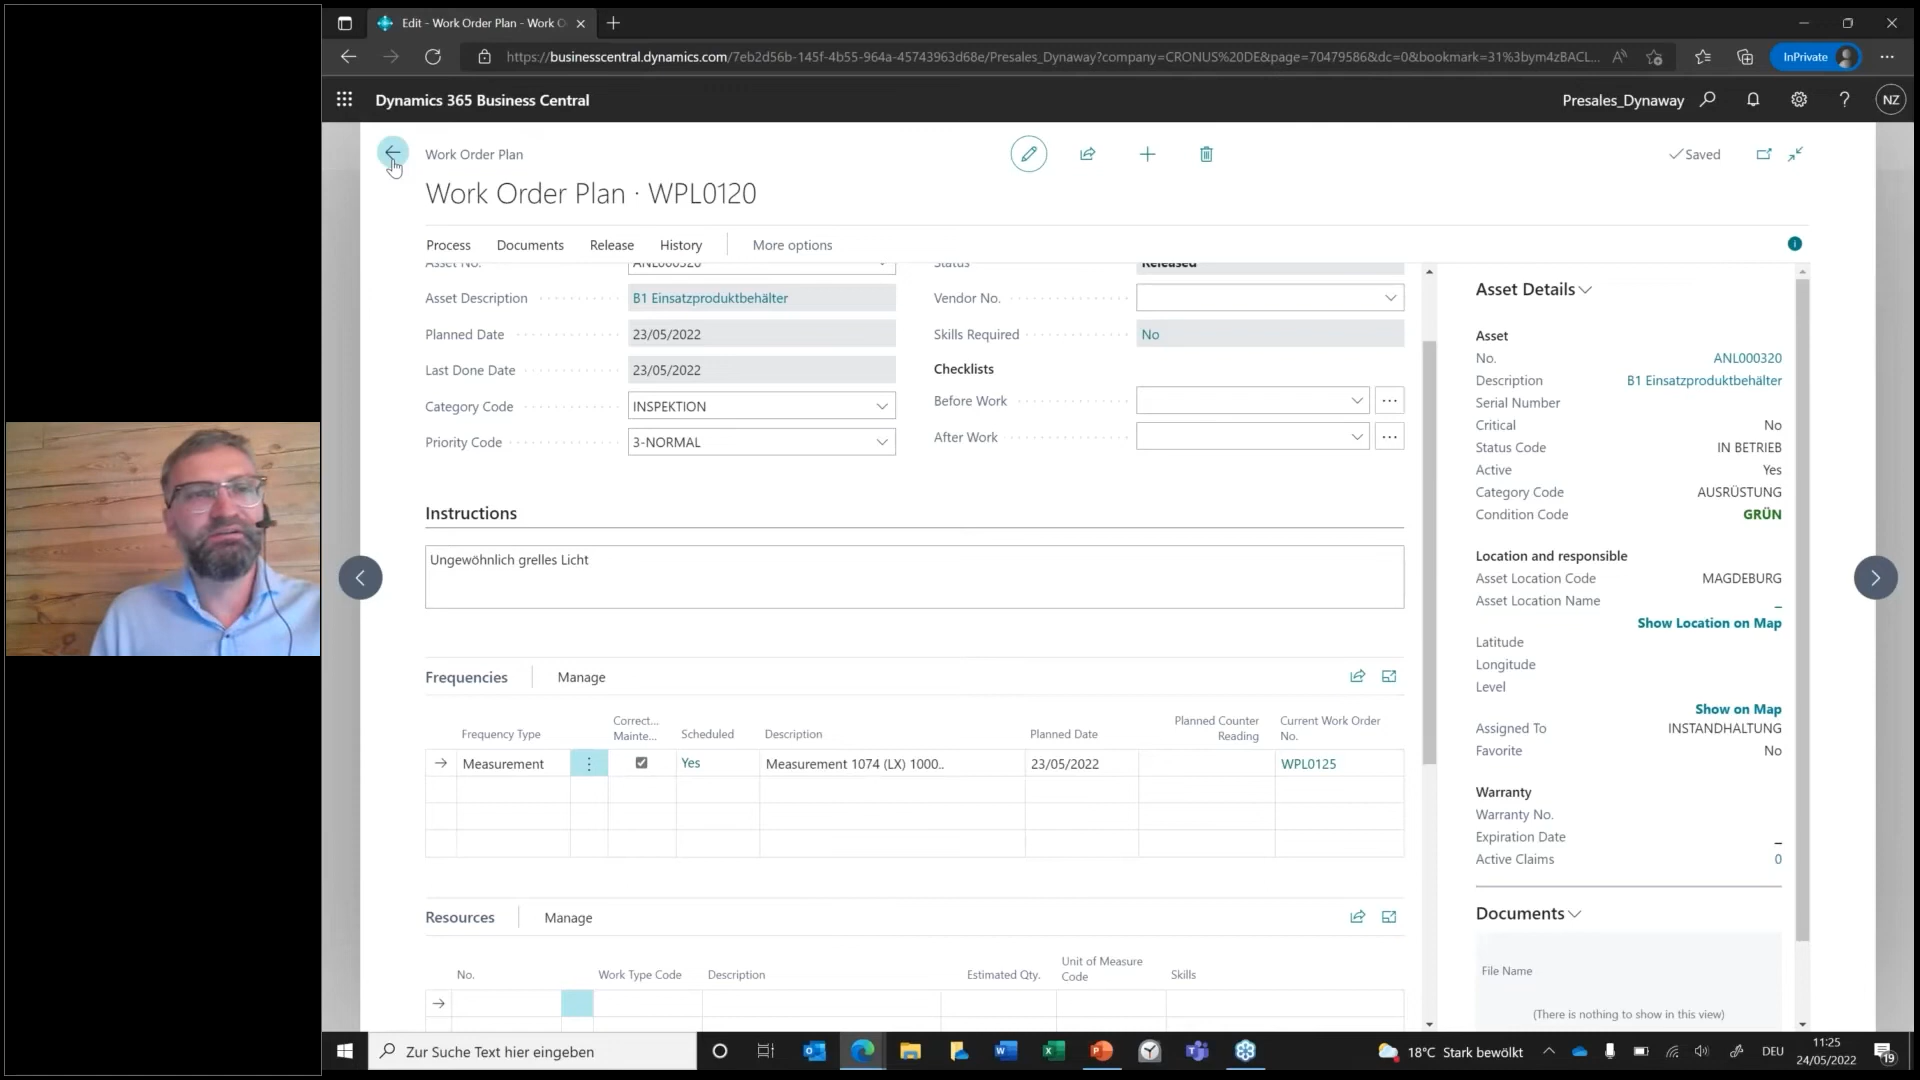 Edit - Work Order Plan - Work O
https://businesscentral.dynamics.com/7eb2d56b-145f-4b55-964a-45743963d68e/Presales_Dynaway?company=CRONUS%20DE&page=70479586&dc=0&bookmark=31%3bym4zBACL...
InPrivate
Dynamics 365 Business Central
Presales_Dynaway
NZ
Work Order Plan
Saved
Work Order Plan · WPL0120
Process
Documents
Release
History
More options
Asset No.
ANL000320
Status
Released
Asset Description
B1 Einsatzproduktbehälter
Vendor No.
Planned Date
23/05/2022
Skills Required
No
Last Done Date
23/05/2022
Checklists
Category Code
INSPEKTION
Before Work
Priority Code
3-NORMAL
After Work
Instructions
Ungewöhnlich grelles Licht
Frequencies
Manage
Frequency Type
Correct...
Mainte...
Scheduled
Description
Planned Date
Planned Counter
Reading
Current Work Order
No.
Measurement
Yes
Measurement 1074 (LX) 1000..
23/05/2022
WPL0125
Resources
Manage
No.
Work Type Code
Description
Estimated Qty.
Unit of Measure
Code
Skills
Asset Details
Asset
No.
ANL000320
Description
B1 Einsatzproduktbehälter
Serial Number
Critical
No
Status Code
IN BETRIEB
Active
Yes
Category Code
AUSRÜSTUNG
Condition Code
GRÜN
Location and responsible
Asset Location Code
MAGDEBURG
Asset Location Name
_
Show Location on Map
Latitude
Longitude
Level
Show on Map
Assigned To
INSTANDHALTUNG
Favorite
No
Warranty
Warranty No.
Expiration Date
_
Active Claims
0
Documents
File Name
(There is nothing to show in this view)
Zur Suche Text hier eingeben
18°C Stark bewölkt
DEU
11:25
24/05/2022
19